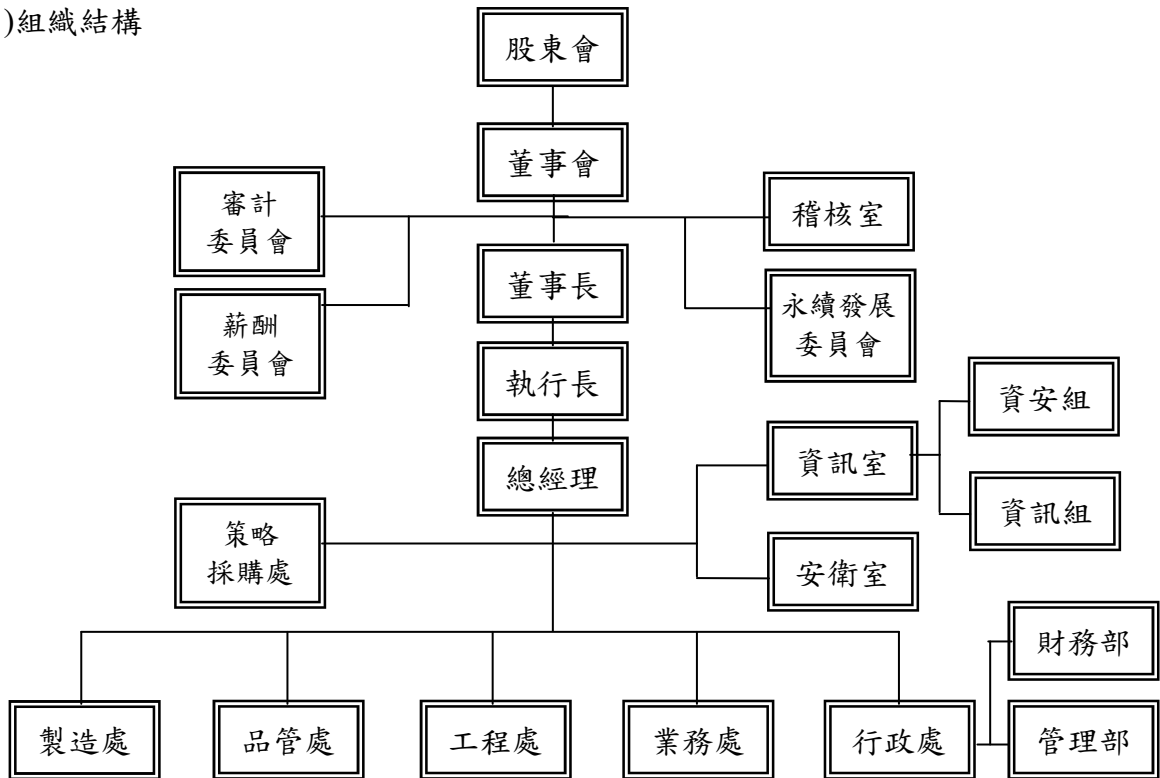 )組織結構
股東會
董事會
審計
委員會
稽核室
薪酬
委員會
董事長
永續發展
委員會
執行長
資安組
總經理
資訊室
資訊組
策略
採購處
安衛室
財務部
製造處
品管處
工程處
業務處
行政處
管理部